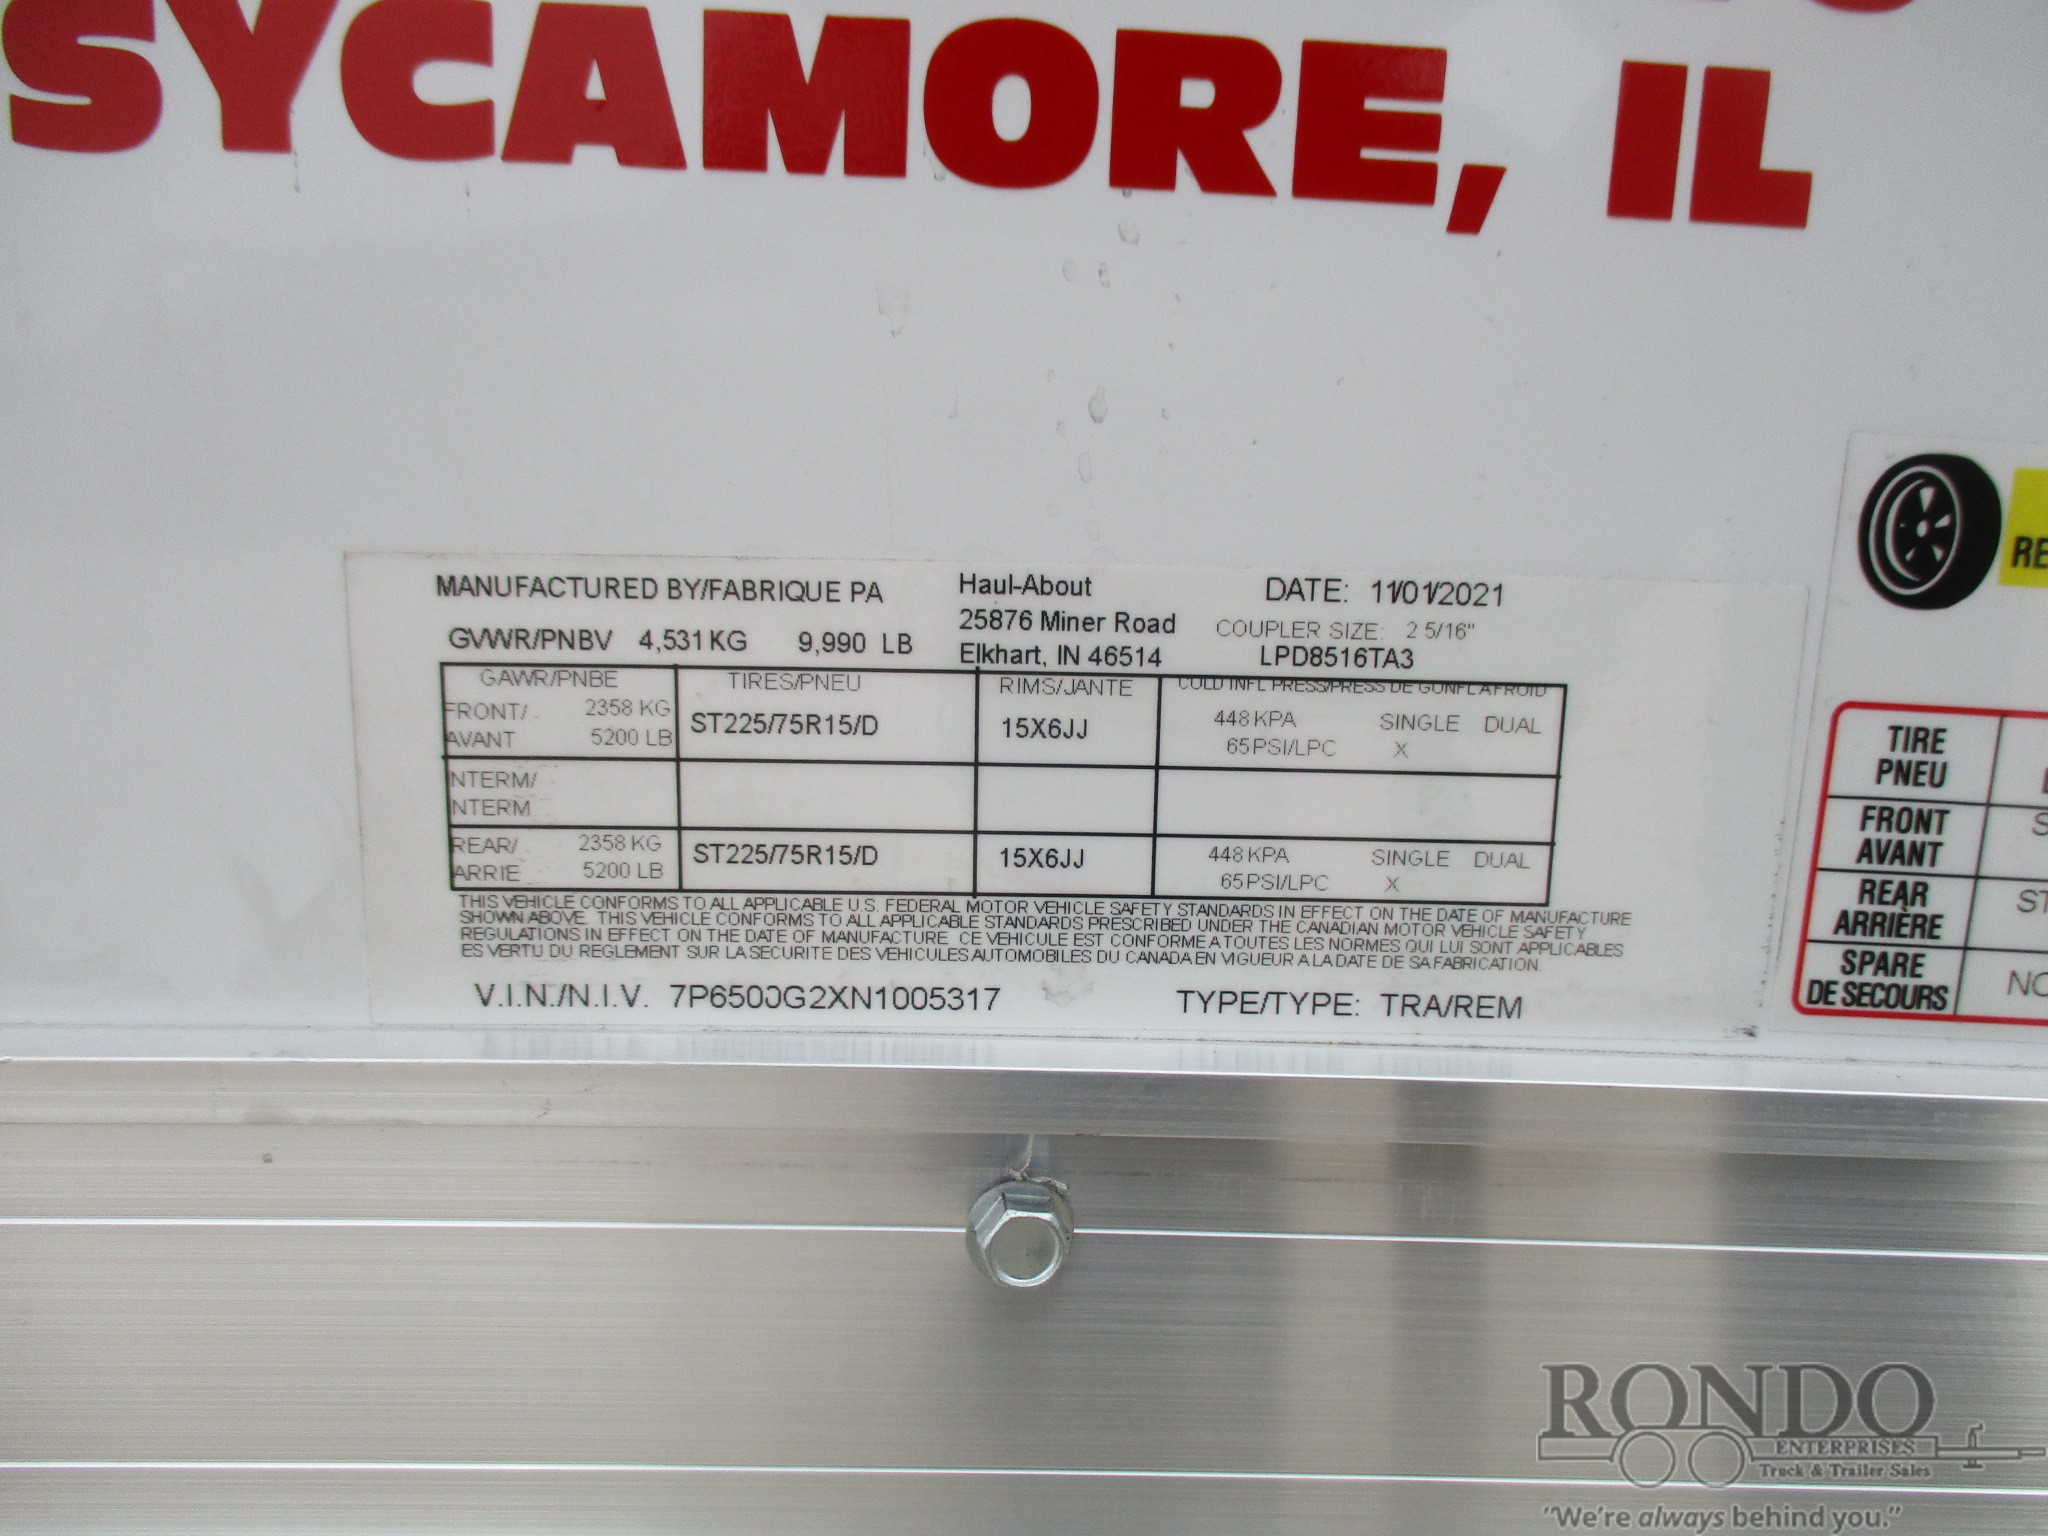 SYCAMORE, IL
MANUFACTURED BY/FABRIQUE PA
Haul-About
DATE: 11/01/2021
GVWR/PNBV 4,531 KG 9,990 LB
25876 Miner Road
COUPLER SIZE: 2 5/16"
Elkhart, IN 46514
LPD8516TA3
GAWR/PNBE TIRES/PNEU RIMS/JANTE COLD INFL PRESS/PRESS DE GONFL A FROID
FRONT/ 2358 KG ST225/75R15/D 15X6JJ 448 KPA SINGLE DUAL
AVANT 5200 LB 65 PSI/LPC X
NTERM/
NTERM
REAR/ 2358 KG ST225/75R15/D 15X6JJ 448 KPA SINGLE DUAL
ARRIE 5200 LB 65 PSI/LPC X
THIS VEHICLE CONFORMS TO ALL APPLICABLE U.S. FEDERAL MOTOR VEHICLE SAFETY STANDARDS IN EFFECT ON THE DATE OF MANUFACTURE
SHOWN ABOVE. THIS VEHICLE CONFORMS TO ALL APPLICABLE STANDARDS PRESCRIBED UNDER THE CANADIAN MOTOR VEHICLE SAFETY
REGULATIONS IN EFFECT ON THE DATE OF MANUFACTURE. CE VEHICULE EST CONFORME A TOUTES LES NORMES QUI LUI SONT APPLICABLES
ES VERTU DU REGLEMENT SUR LA SECURITE DES VEHICULES AUTOMOBILES DU CANADA EN VIGUEUR A LA DATE DE SA FABRICATION.
V.I.N./N.I.V. 7P6500G2XN1005317 TYPE/TYPE: TRA/REM
RE
TIRE
PNEU
FRONT
AVANT
REAR
ARRIÈRE
ST
SPARE
DE SECOURS
NO
RONDO
ENTERPRISES
Truck & Trailer Sales
"We're always behind you."